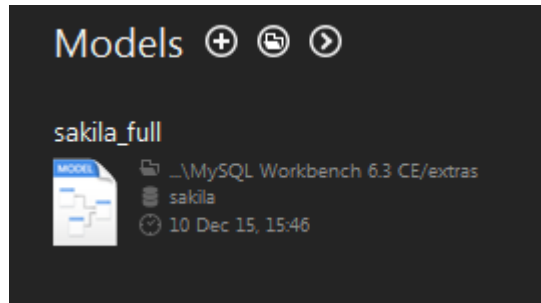 Models
sakila_full
MODEL
...\MySQL Workbench 6.3 CE/extras
sakila
10 Dec 15, 15:46